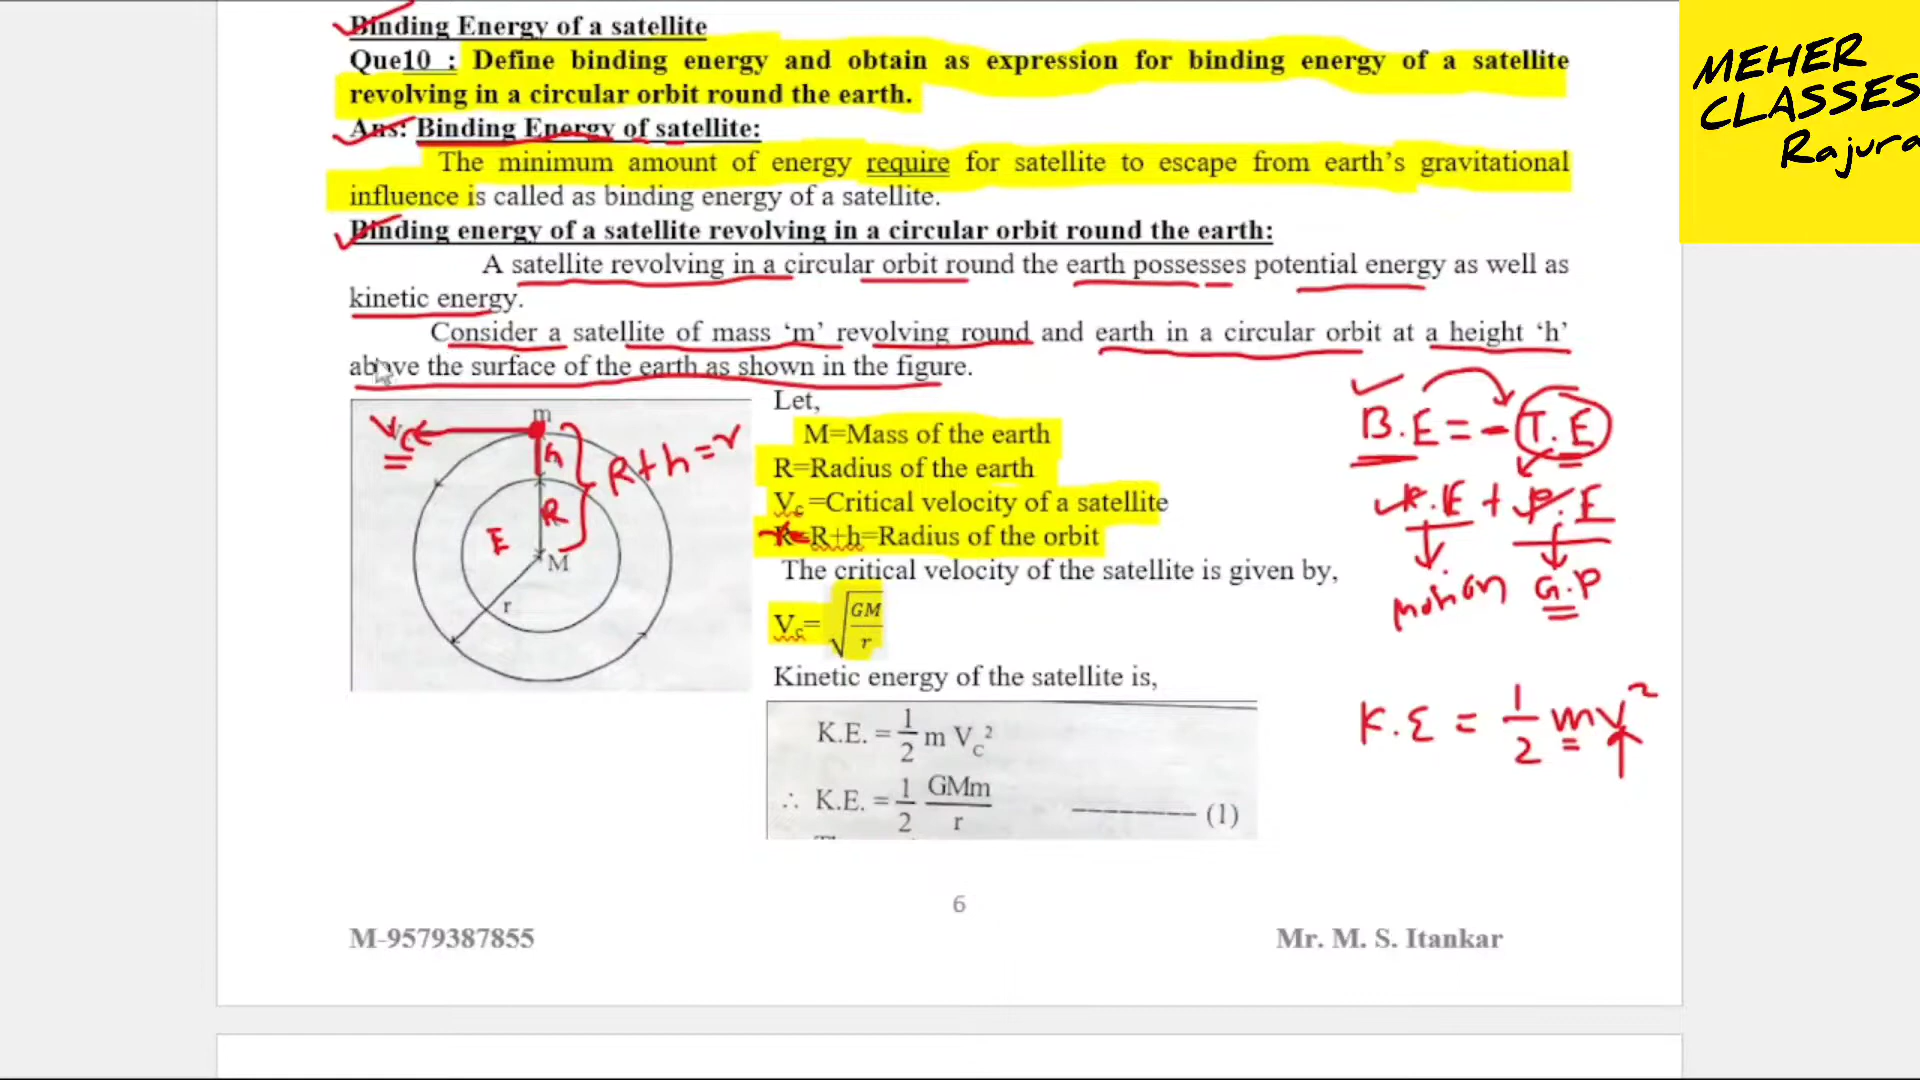 Binding Energy of a satellite
Que10 : Define binding energy and obtain as expression for binding energy of a satellite
revolving in a circular orbit round the earth.
Ans: Binding Energy of satellite:
The minimum amount of energy require for satellite to escape from earth's gravitational
influence is called as binding energy of a satellite.
Binding energy of a satellite revolving in a circular orbit round the earth:
A satellite revolving in a circular orbit round the earth possesses potential energy as well as
kinetic energy.
Consider a satellite of mass ‘m’ revolving round and earth in a circular orbit at a height ‘h’
above the surface of the earth as shown in the figure.
m
Vc
h
R+h=r
R
E
M
r
Let,
M=Mass of the earth
R=Radius of the earth
Vc =Critical velocity of a satellite
R=R+h=Radius of the orbit
The critical velocity of the satellite is given by,
Vc= √GM/r
Kinetic energy of the satellite is,
K.E. = 1/2 m Vc²
∴ K.E. = 1/2 GMm/r ———— (1)
B.E = - T.E
K.E + P.E
motion G.P
K.E = 1/2 mv²
6
M-9579387855 Mr. M. S. Itankar
MEHER
CLASSES
Rajura